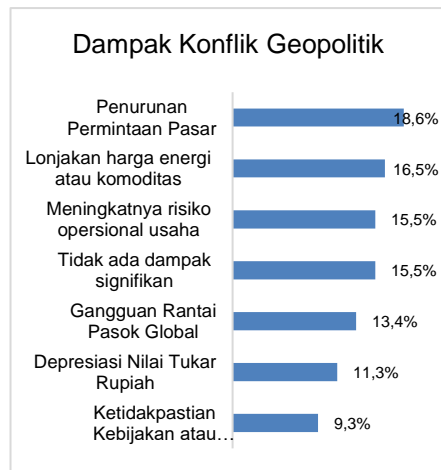 Dampak Konflik Geopolitik
Penurunan
Permintaan Pasar
18,6%
Lonjakan harga energi
atau komoditas
16,5%
Meningkatnya risiko
opersional usaha
15,5%
Tidak ada dampak
signifikan
15,5%
Gangguan Rantai
Pasok Global
13,4%
Depresiasi Nilai Tukar
Rupiah
11,3%
Ketidakpastian
Kebijakan atau…
9,3%